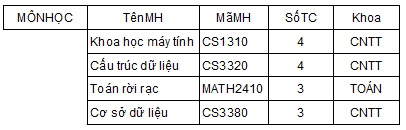 MÔNHỌC TênMH MãMH SốTC Khoa
Khoa học máy tính CS1310 4 CNTT
Cấu trúc dữ liệu CS3320 4 CNTT
Toán rời rạc MATH2410 3 TOÁN
Cơ sở dữ liệu CS3380 3 CNTT